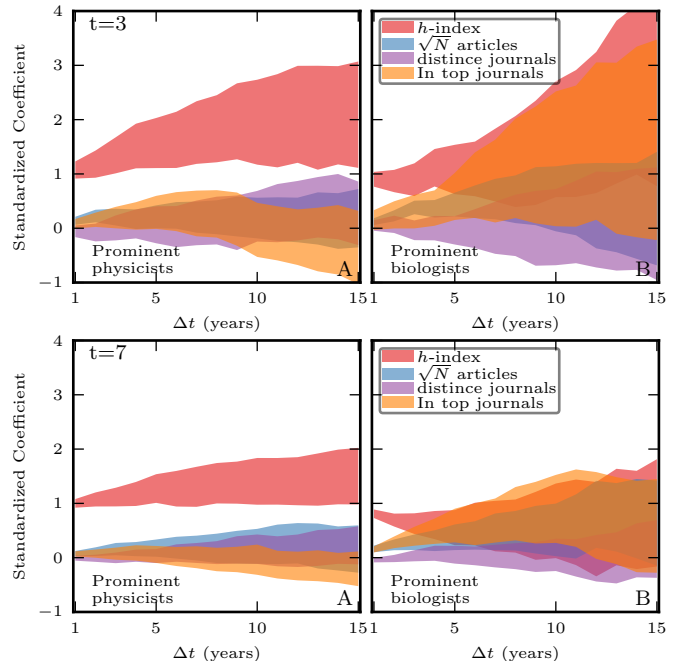 t=3
4
3
2
1
0
−1
Standardized Coefficient
Prominent
physicists
A
1 5 10 15
Δt (years)
h-index
√N articles
distince journals
In top journals
Prominent
biologists
B
1 5 10 15
Δt (years)
t=7
4
3
2
1
0
−1
Standardized Coefficient
Prominent
physicists
A
1 5 10 15
Δt (years)
h-index
√N articles
distince journals
In top journals
Prominent
biologists
B
1 5 10 15
Δt (years)